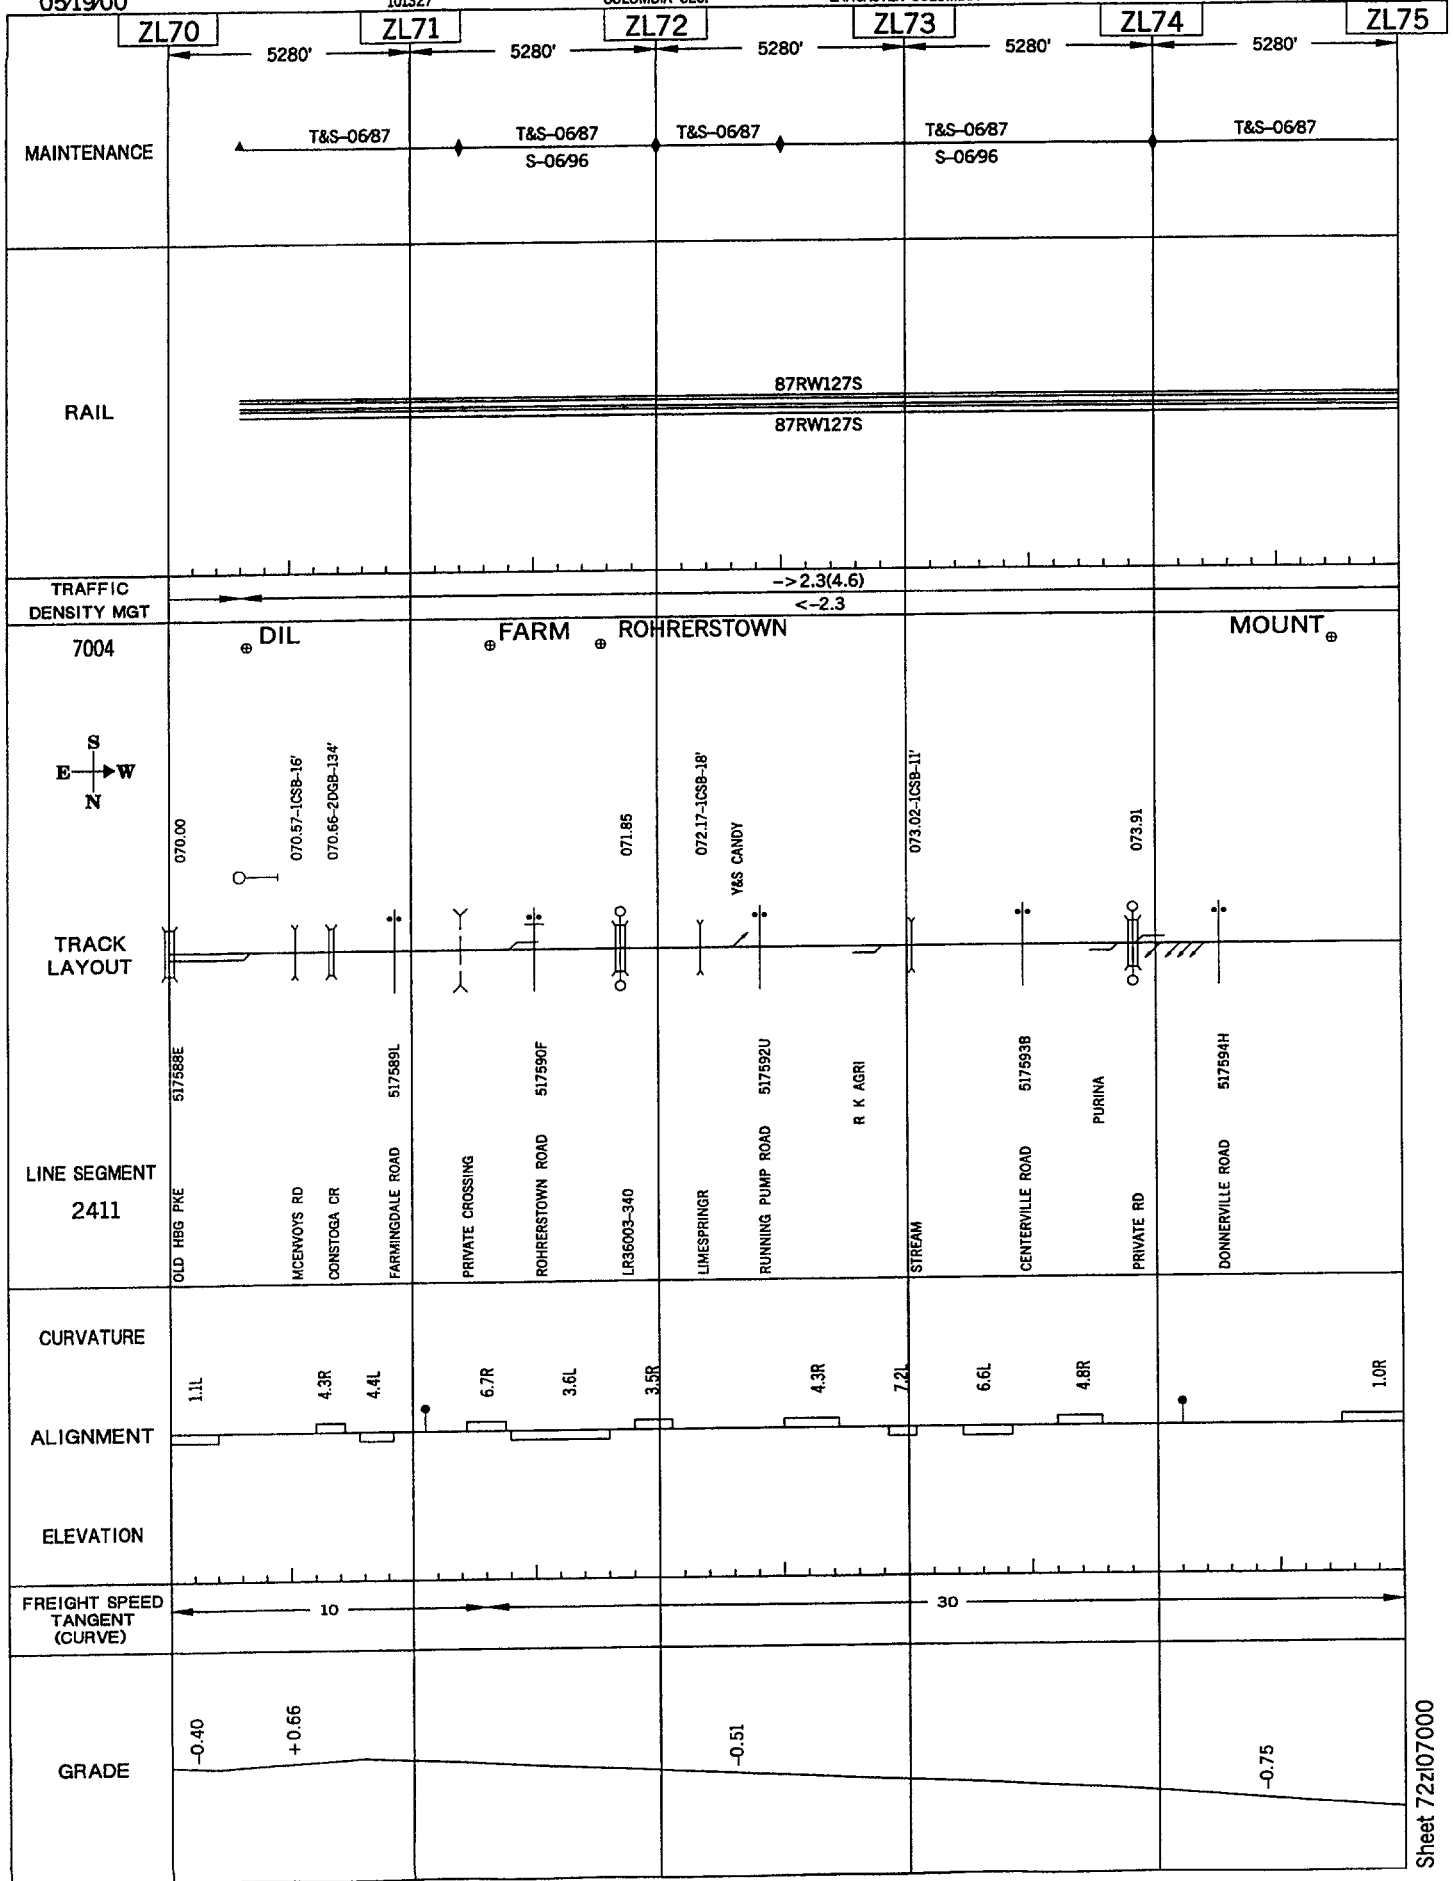 05/19/00
ZL70 ZL71 ZL72 ZL73 ZL74 ZL75
5280' 5280' 5280' 5280' 5280'
MAINTENANCE
T&S-06/87 T&S-06/87 T&S-06/87 T&S-06/87 T&S-06/87
S-06/96 S-06/96
RAIL
87RW127S
87RW127S
TRAFFIC
DENSITY MGT
->2.3(4.6)
<-2.3
7004
DIL
FARM
ROHRERSTOWN
MOUNT
S
E W
N
070.00
070.57-1CSB-16'
070.66-2DGB-134'
071.85
072.17-1CSB-18'
Y&S CANDY
073.02-1CSB-11'
073.91
TRACK
LAYOUT
517588E
517589L
517590F
517592U
R K AGRI
517593B
PURINA
517594H
LINE SEGMENT
2411
OLD HBG PKE
MCENVOYS RD
CONSTOGA CR
FARMINGDALE ROAD
PRIVATE CROSSING
ROHRERSTOWN ROAD
LR36003-340
LIMESPRINGR
RUNNING PUMP ROAD
STREAM
CENTERVILLE ROAD
PRIVATE RD
DONNERVILLE ROAD
CURVATURE
1.1L
4.3R
4.4L
6.7R
3.6L
3.5R
4.3R
7.2L
6.6L
4.8R
1.0R
ALIGNMENT
ELEVATION
FREIGHT SPEED
TANGENT
(CURVE)
10
30
GRADE
-0.40
+0.66
-0.51
-0.75
Sheet 72zl07000